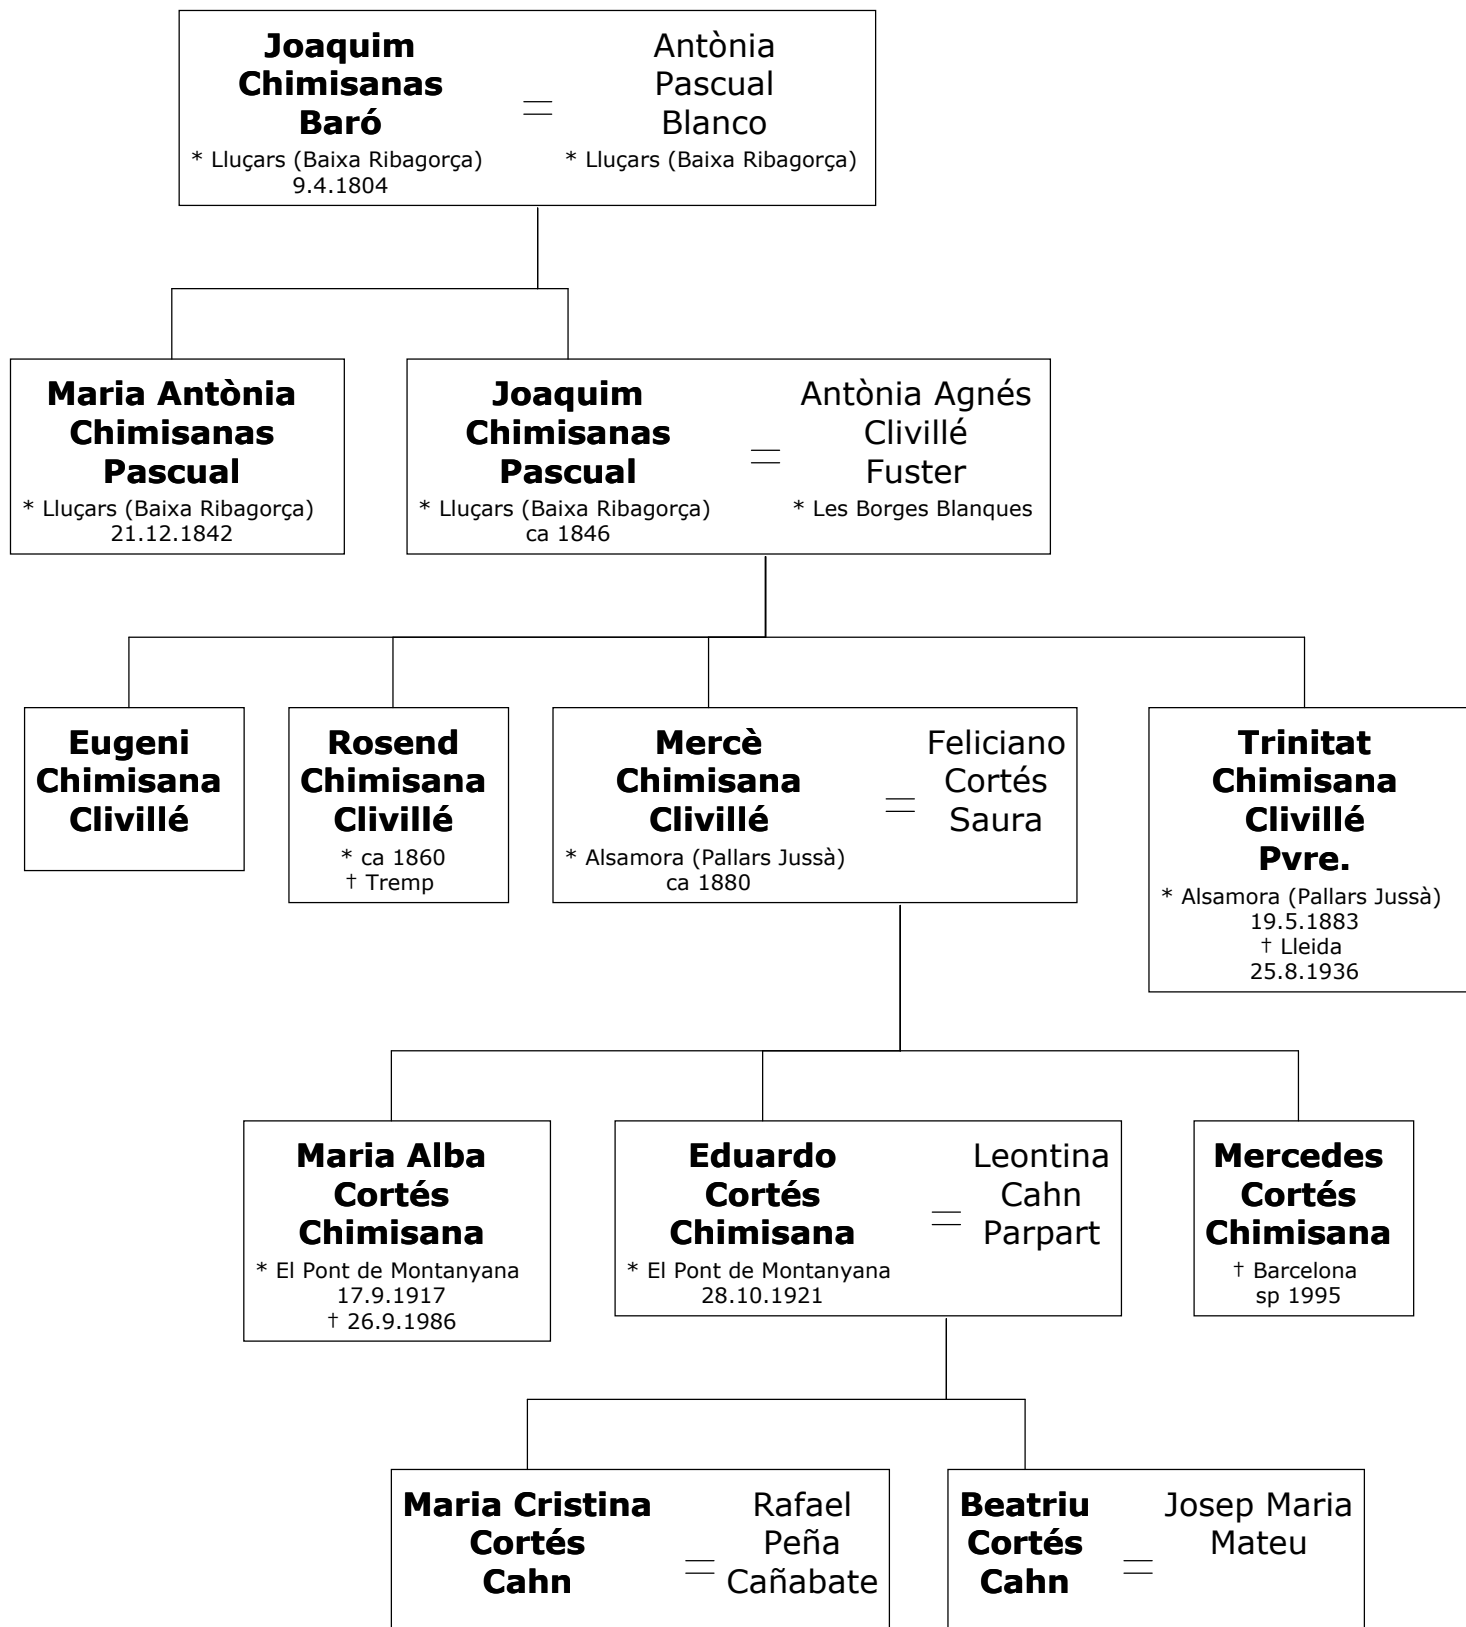 Joaquim
Chimisanas
Baró
* Lluçars (Baixa Ribagorça)
9.4.1804
=
Antònia
Pascual
Blanco
* Lluçars (Baixa Ribagorça)
Maria Antònia
Chimisanas
Pascual
* Lluçars (Baixa Ribagorça)
21.12.1842
Joaquim
Chimisanas
Pascual
* Lluçars (Baixa Ribagorça)
ca 1846
=
Antònia Agnés
Clivillé
Fuster
* Les Borges Blanques
Eugeni
Chimisana
Clivillé
Rosend
Chimisana
Clivillé
* ca 1860
† Tremp
Mercè
Chimisana
Clivillé
* Alsamora (Pallars Jussà)
ca 1880
=
Feliciano
Cortés
Saura
Trinitat
Chimisana
Clivillé
Pvre.
* Alsamora (Pallars Jussà)
19.5.1883
† Lleida
25.8.1936
Maria Alba
Cortés
Chimisana
* El Pont de Montanyana
17.9.1917
† 26.9.1986
Eduardo
Cortés
Chimisana
* El Pont de Montanyana
28.10.1921
=
Leontina
Cahn
Parpart
Mercedes
Cortés
Chimisana
† Barcelona
sp 1995
Maria Cristina
Cortés
Cahn
=
Rafael
Peña
Cañabate
Beatriu
Cortés
Cahn
=
Josep Maria
Mateu